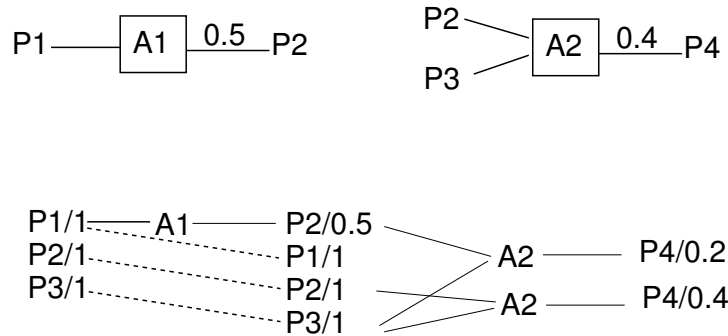 P1 A1 0.5 P2
P2 P3 A2 0.4 P4
P1/1 A1 P2/0.5
P2/1 P1/1 A2 P4/0.2
P3/1 P2/1 A2 P4/0.4
P3/1